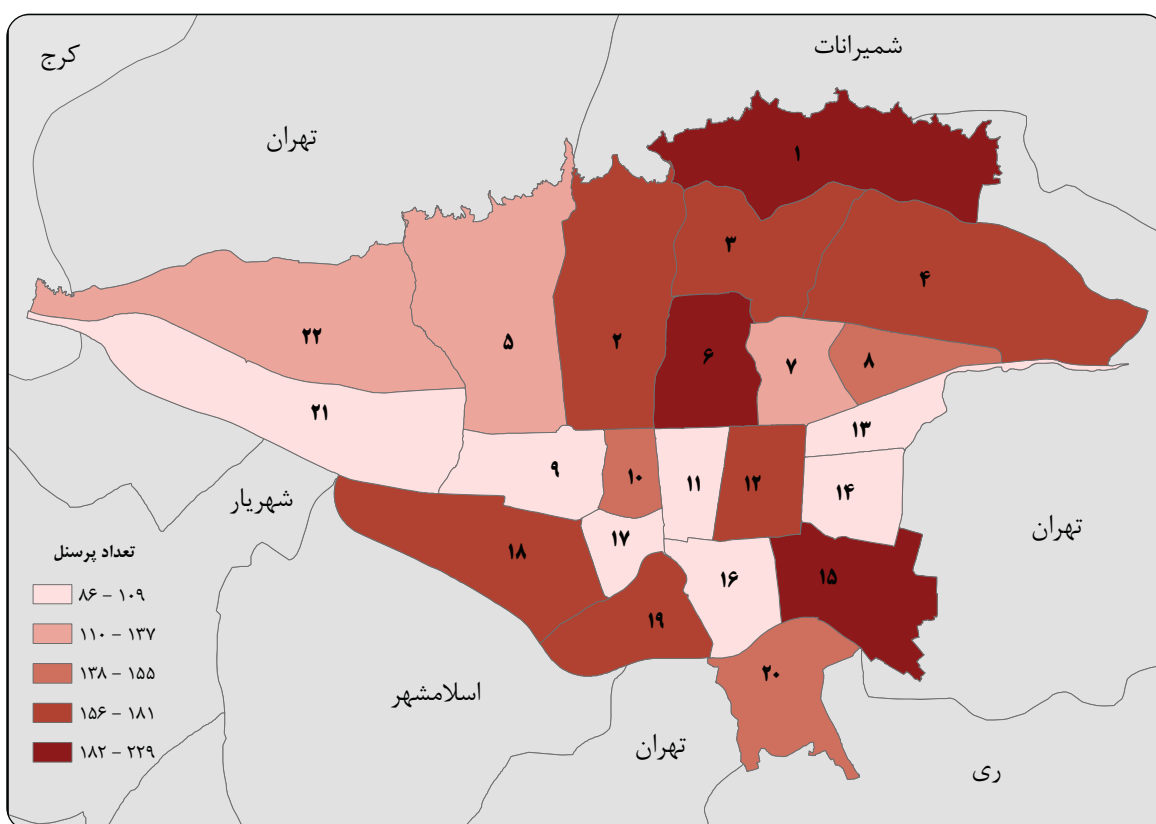 کرج
شمیرانات
تهران
۱
۳
۴
۲۲
۵
۲
۶
۷
۸
۲۱
۱۳
۹
۱۰
۱۱
۱۲
۱۴
شهریار
تهران
۱۸
۱۷
۱۶
۱۵
۱۹
۲۰
اسلامشهر
تهران
ری
تعداد پرسنل
۸۶ – ۱۰۹
۱۱۰ – ۱۳۷
۱۳۸ – ۱۵۵
۱۵۶ – ۱۸۱
۱۸۲ – ۲۲۹